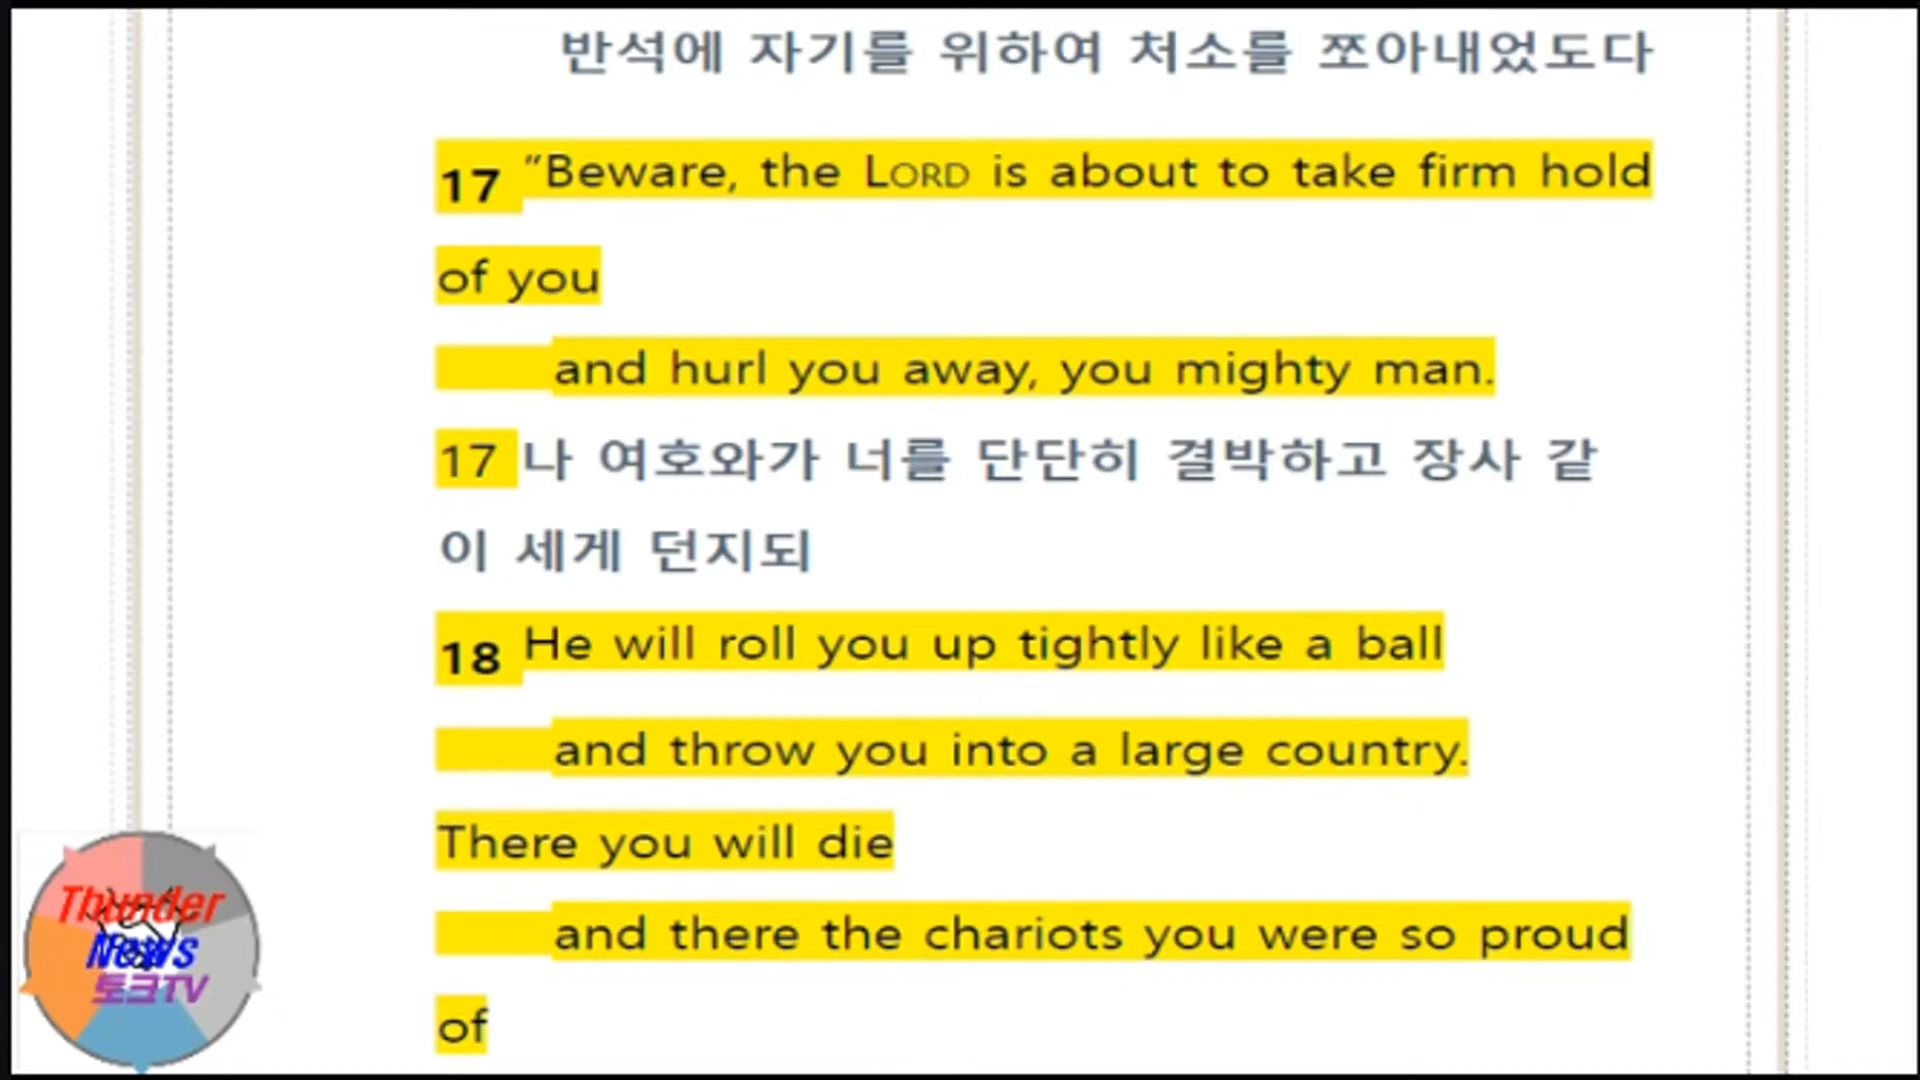 반석에 자기를 위하여 처소를 쪼아내었도다
17 “Beware, the LORD is about to take firm hold
of you
and hurl you away, you mighty man.
17 나 여호와가 너를 단단히 결박하고 장사 같
이 세게 던지되
18 He will roll you up tightly like a ball
and throw you into a large country.
There you will die
and there the chariots you were so proud
of
Thunder
News
토크TV